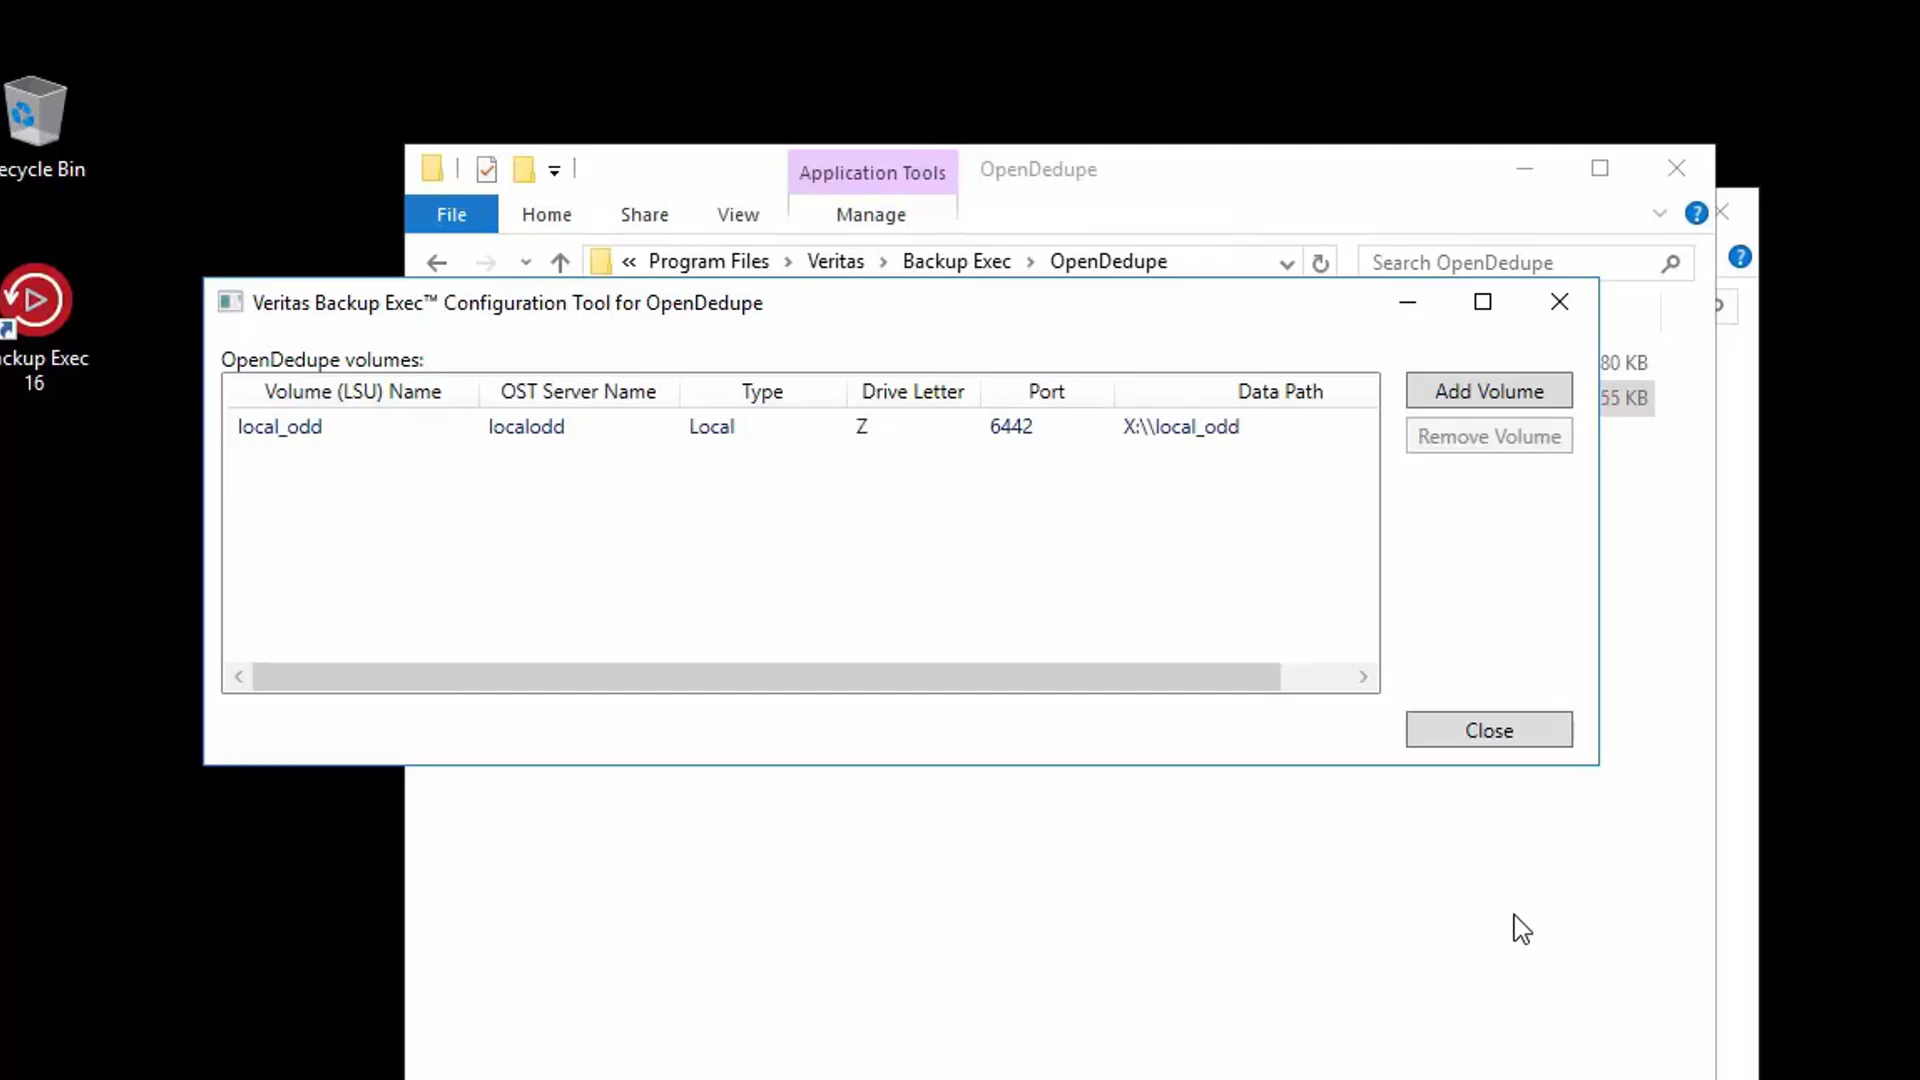 ecycle Bin
ackup Exec
16
Application Tools
OpenDedupe
File Home Share View Manage
« Program Files › Veritas › Backup Exec › OpenDedupe
Search OpenDedupe
Veritas Backup Exec™ Configuration Tool for OpenDedupe
OpenDedupe volumes:
Volume (LSU) Name OST Server Name Type Drive Letter Port Data Path
local_odd localodd Local Z 6442 X:\\local_odd
Add Volume
Remove Volume
Close
80 KB
55 KB